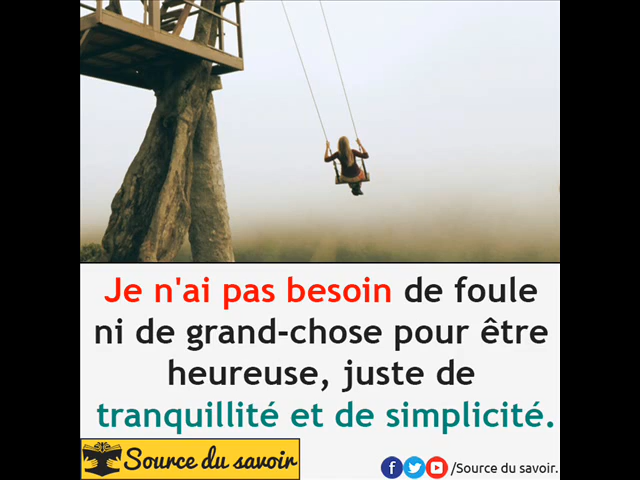 Je n'ai pas besoin de foule
ni de grand-chose pour être
heureuse, juste de
tranquillité et de simplicité.
Source du savoir
/Source du savoir.